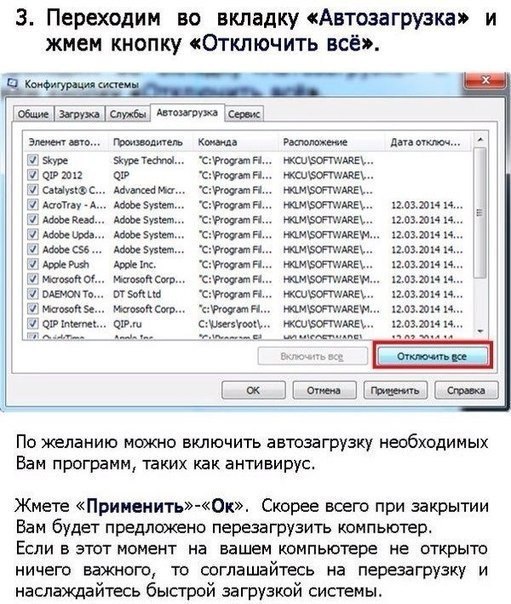 3. Переходим во вкладку «Автозагрузка» и
жмем кнопку «Отключить всё».
Конфигурация системы
Общие Загрузка Службы Автозагрузка Сервис
Элемент авто... Производитель Команда Расположение Дата отключ...
Skype Skype Technol... "C:\Program Fil... HKCU\SOFTWARE\...
QIP 2012 QIP "C:\Program Fil... HKCU\SOFTWARE\...
Catalyst® C... Advanced Micr... "C:\Program Fil... HKLM\SOFTWARE\...
AcroTray - A... Adobe System... "C:\Program Fil... HKLM\SOFTWARE\... 12.03.2014 14...
Adobe Read... Adobe System... "C:\Program Fil... HKLM\SOFTWARE\... 12.03.2014 14...
Adobe Upda... Adobe System... "C:\Program Fil... HKLM\SOFTWARE\M... 12.03.2014 14...
Adobe CS6 ... Adobe System... "C:\Program Fil... HKLM\SOFTWARE\... 12.03.2014 14...
Apple Push Apple Inc. "C:\Program Fil... HKLM\SOFTWARE\... 12.03.2014 14...
Microsoft Of... Microsoft Corp... "C:\Program Fil... HKLM\SOFTWARE\M... 12.03.2014 14...
DAEMON To... DT Soft Ltd "C:\Program Fil... HKCU\SOFTWARE\... 12.03.2014 14...
Microsoft Se... Microsoft Corp... "c:\Program Fil... HKLM\SOFTWARE\M... 12.03.2014 14...
QIP Internet... QIP.ru C:\Users\root\... HKCU\SOFTWARE\... 12.03.2014 14...
QuickTime Apple Inc "C:\Program Fil HKLM\SOFTWARE\ 12.03.2014 14
Включить все Отключить все
ОК Отмена Применить Справка
По желанию можно включить автозагрузку необходимых
Вам программ, таких как антивирус.
Жмете «Применить»-«Ок». Скорее всего при закрытии
Вам будет предложено перезагрузить компьютер.
Если в этот момент на вашем компьютере не открыто
ничего важного, то соглашайтесь на перезагрузку и
наслаждайтесь быстрой загрузкой системы.